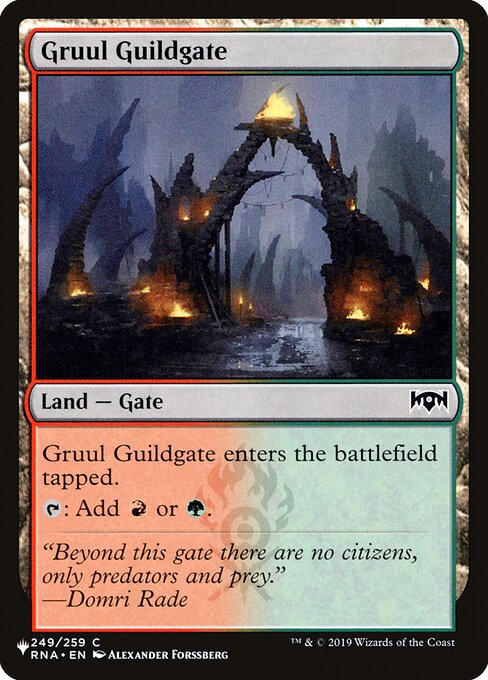 Gruul Guildgate
Land — Gate
Gruul Guildgate enters the battlefield
tapped.
: Add or .
“Beyond this gate there are no citizens,
only predators and prey.”
—Domri Rade
249/259 C
RNA • EN Alexander Forssberg
™ & © 2019 Wizards of the Coast